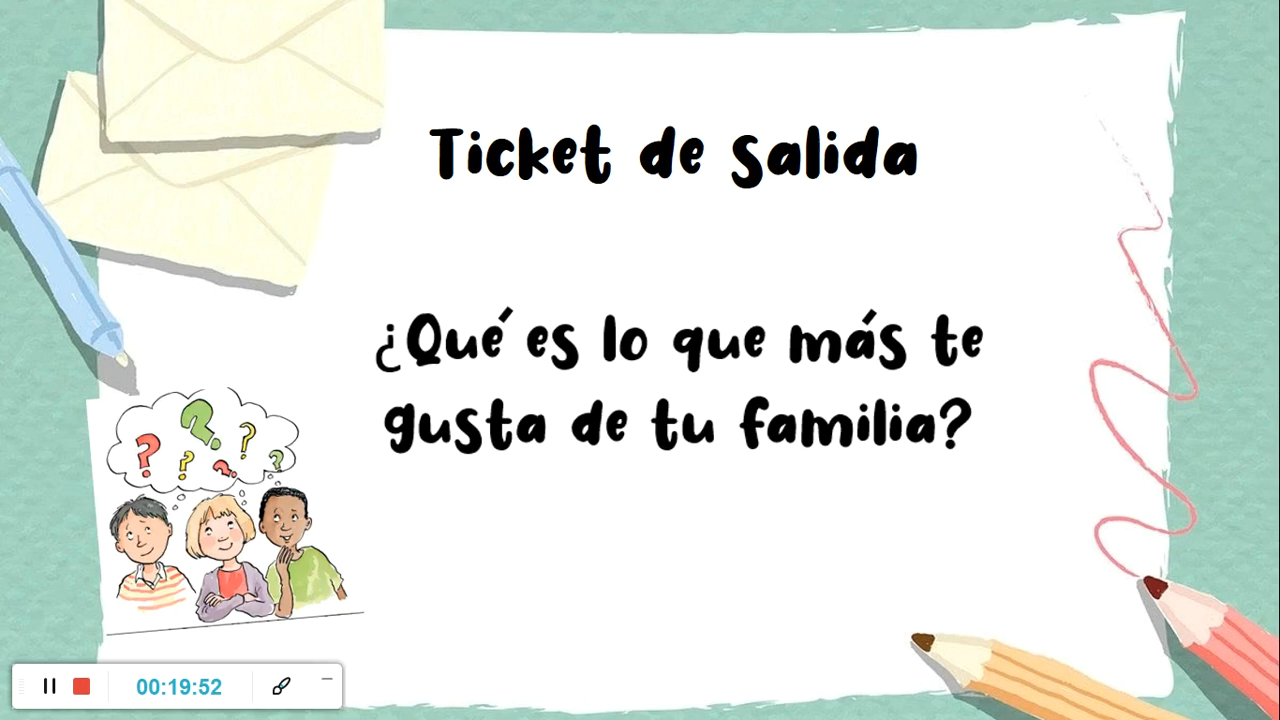 Ticket de Salida
¿Qué es lo que más te
gusta de tu familia?
00:19:52